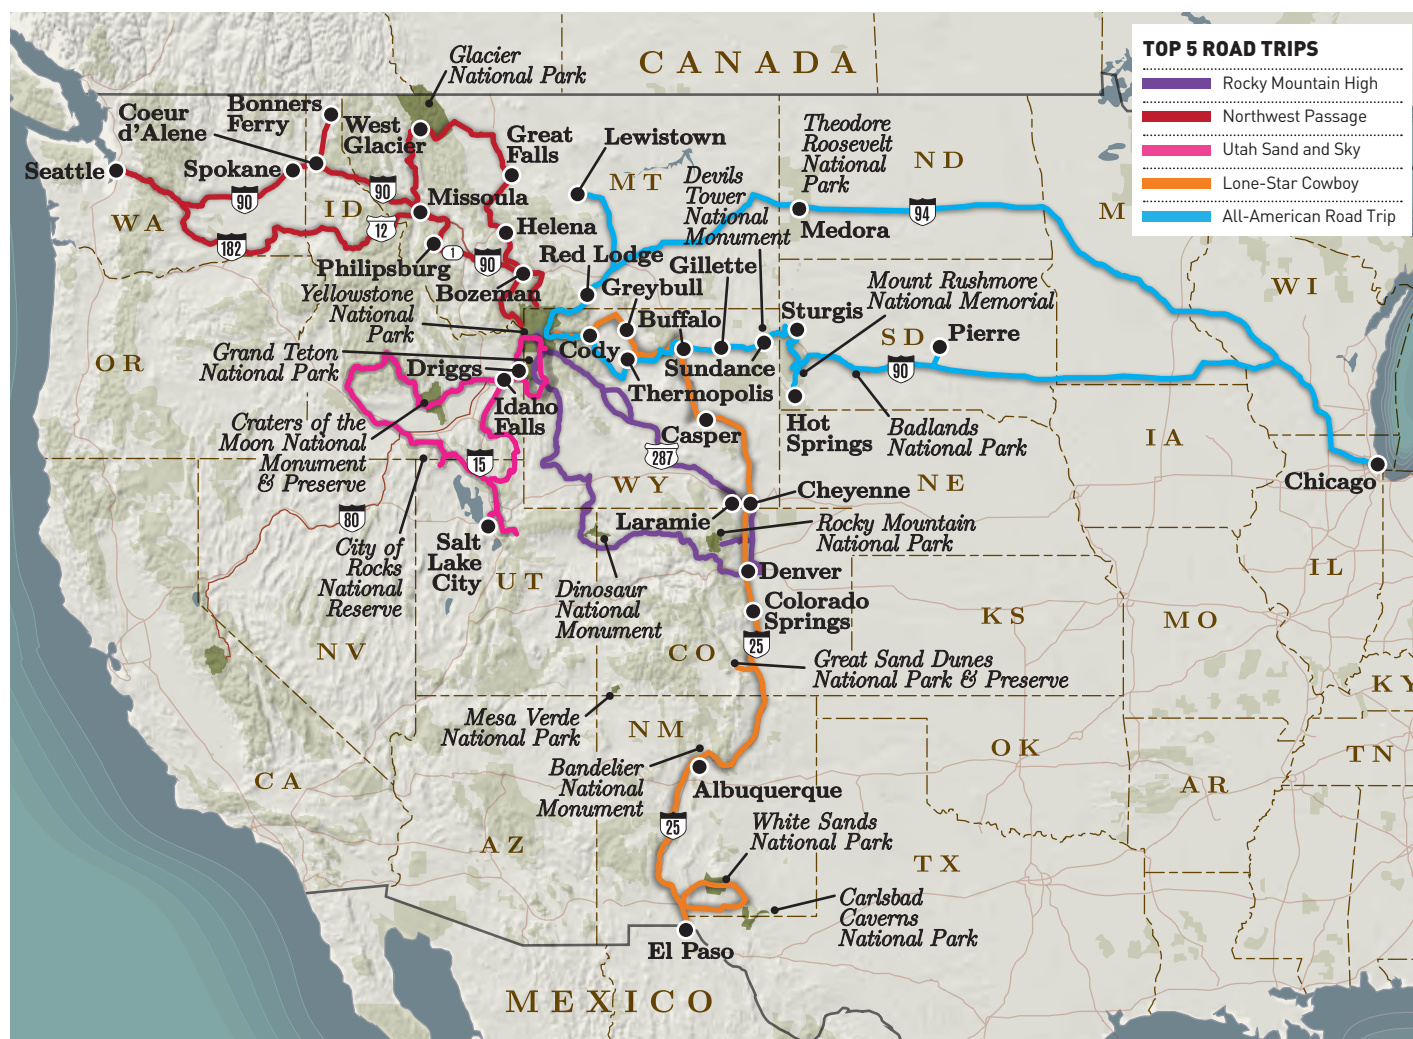 CANADA
TOP 5 ROAD TRIPS
Rocky Mountain High
Northwest Passage
Utah Sand and Sky
Lone-Star Cowboy
All-American Road Trip
Glacier
National Park
Bonners
Ferry
Coeur
d'Alene
West
Glacier
Great
Falls
Lewistown
Theodore
Roosevelt
National
Park
ND
M
Seattle
Spokane
90
90
MT
Devils
Tower
National
Monument
94
Medora
WA
ID
Missoula
12
182
Helena
1
90
Philipsburg
Red Lodge
Gillette
Bozeman
Greybull
Mount Rushmore
National Memorial
WI
Yellowstone
National
Park
Buffalo
Sturgis
SD
Pierre
OR
Grand Teton
National Park
Cody
Driggs
Sundance
90
Thermopolis
Idaho
Falls
Craters of the
Moon National
Monument
& Preserve
Casper
Hot
Springs
Badlands
National Park
IA
15
287
Chicago
WY
Cheyenne
NE
80
Laramie
Rocky Mountain
National Park
Salt
Lake
City
City of
Rocks
National
Reserve
UT
Dinosaur
National
Monument
Denver
IL
Colorado
Springs
KS
MO
25
NV
CO
Great Sand Dunes
National Park & Preserve
KY
Mesa Verde
National Park
NM
OK
TN
CA
Bandelier
National
Monument
Albuquerque
AR
25
White Sands
National Park
AZ
TX
Carlsbad
Caverns
National Park
El Paso
MEXICO